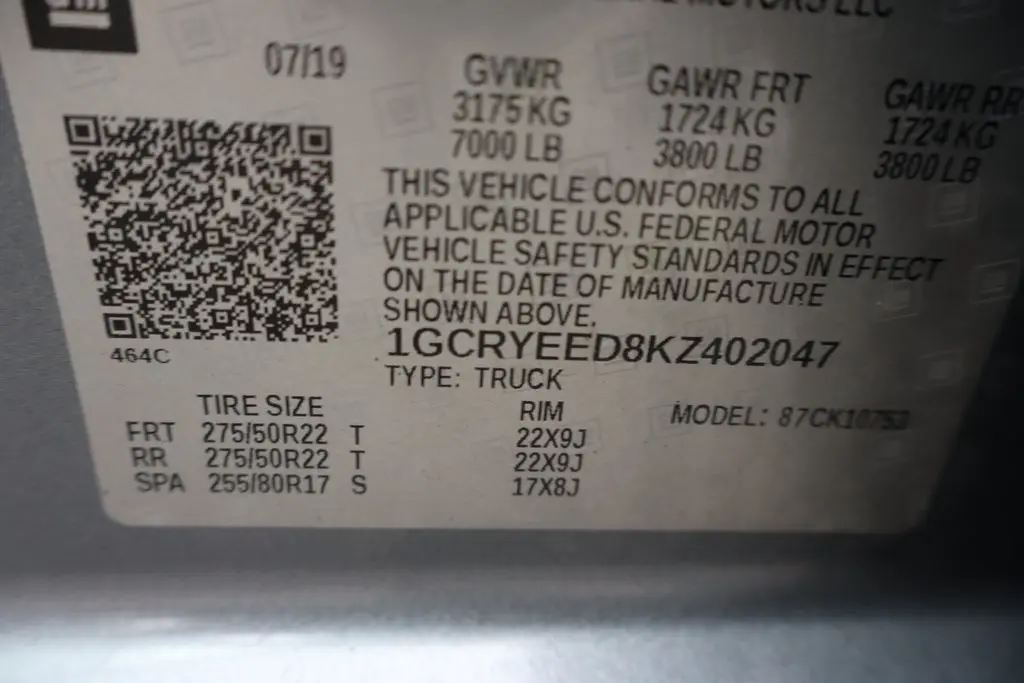 GM
MOTORS LLC
07/19
GVWR GAWR FRT GAWR RR
3175 KG 1724 KG 1724 KG
7000 LB 3800 LB 3800 LB
THIS VEHICLE CONFORMS TO ALL
APPLICABLE U.S. FEDERAL MOTOR
VEHICLE SAFETY STANDARDS IN EFFECT
ON THE DATE OF MANUFACTURE
SHOWN ABOVE.
464C
1GCRYEED8KZ402047
TYPE: TRUCK
TIRE SIZE RIM MODEL: 87CK10753
FRT 275/50R22 T 22X9J
RR 275/50R22 T 22X9J
SPA 255/80R17 S 17X8J